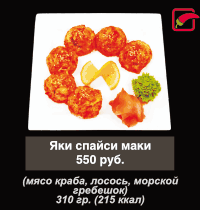 Яки спайси маки
550 руб.
(мясо краба, лосось, морской
гребешок)
310 гр. (215 ккал)